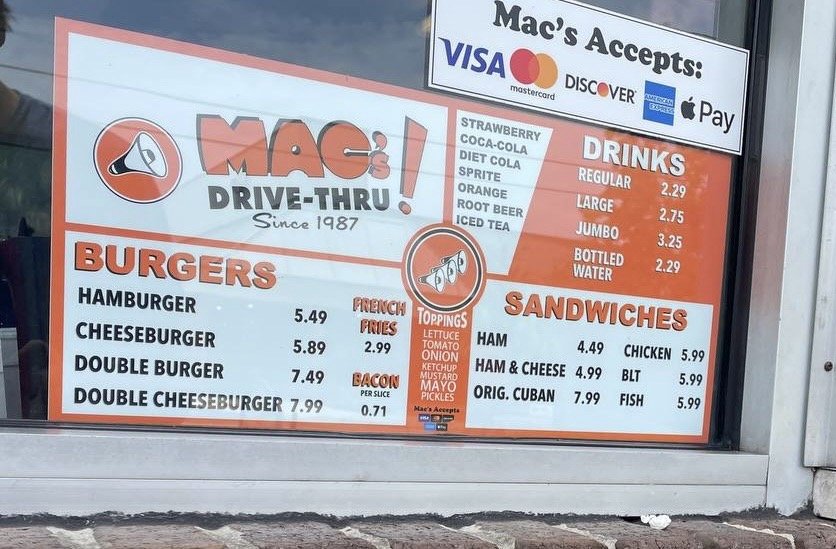 Mac's Accepts:
VISA mastercard DISCOVER AMERICAN EXPRESS Pay
MAC's!
DRIVE-THRU
Since 1987
STRAWBERRY
COCA-COLA
DIET COLA
SPRITE
ORANGE
ROOT BEER
ICED TEA
DRINKS
REGULAR 2.29
LARGE 2.75
JUMBO 3.25
BOTTLED
WATER 2.29
BURGERS
HAMBURGER 5.49
CHEESEBURGER 5.89
DOUBLE BURGER 7.49
DOUBLE CHEESEBURGER 7.99
FRENCH
FRIES
2.99
BACON
PER SLICE
0.71
TOPPINGS
LETTUCE
TOMATO
ONION
KETCHUP
MUSTARD
MAYO
PICKLES
Mac's Accepts
SANDWICHES
HAM 4.49 CHICKEN 5.99
HAM & CHEESE 4.99 BLT 5.99
ORIG. CUBAN 7.99 FISH 5.99